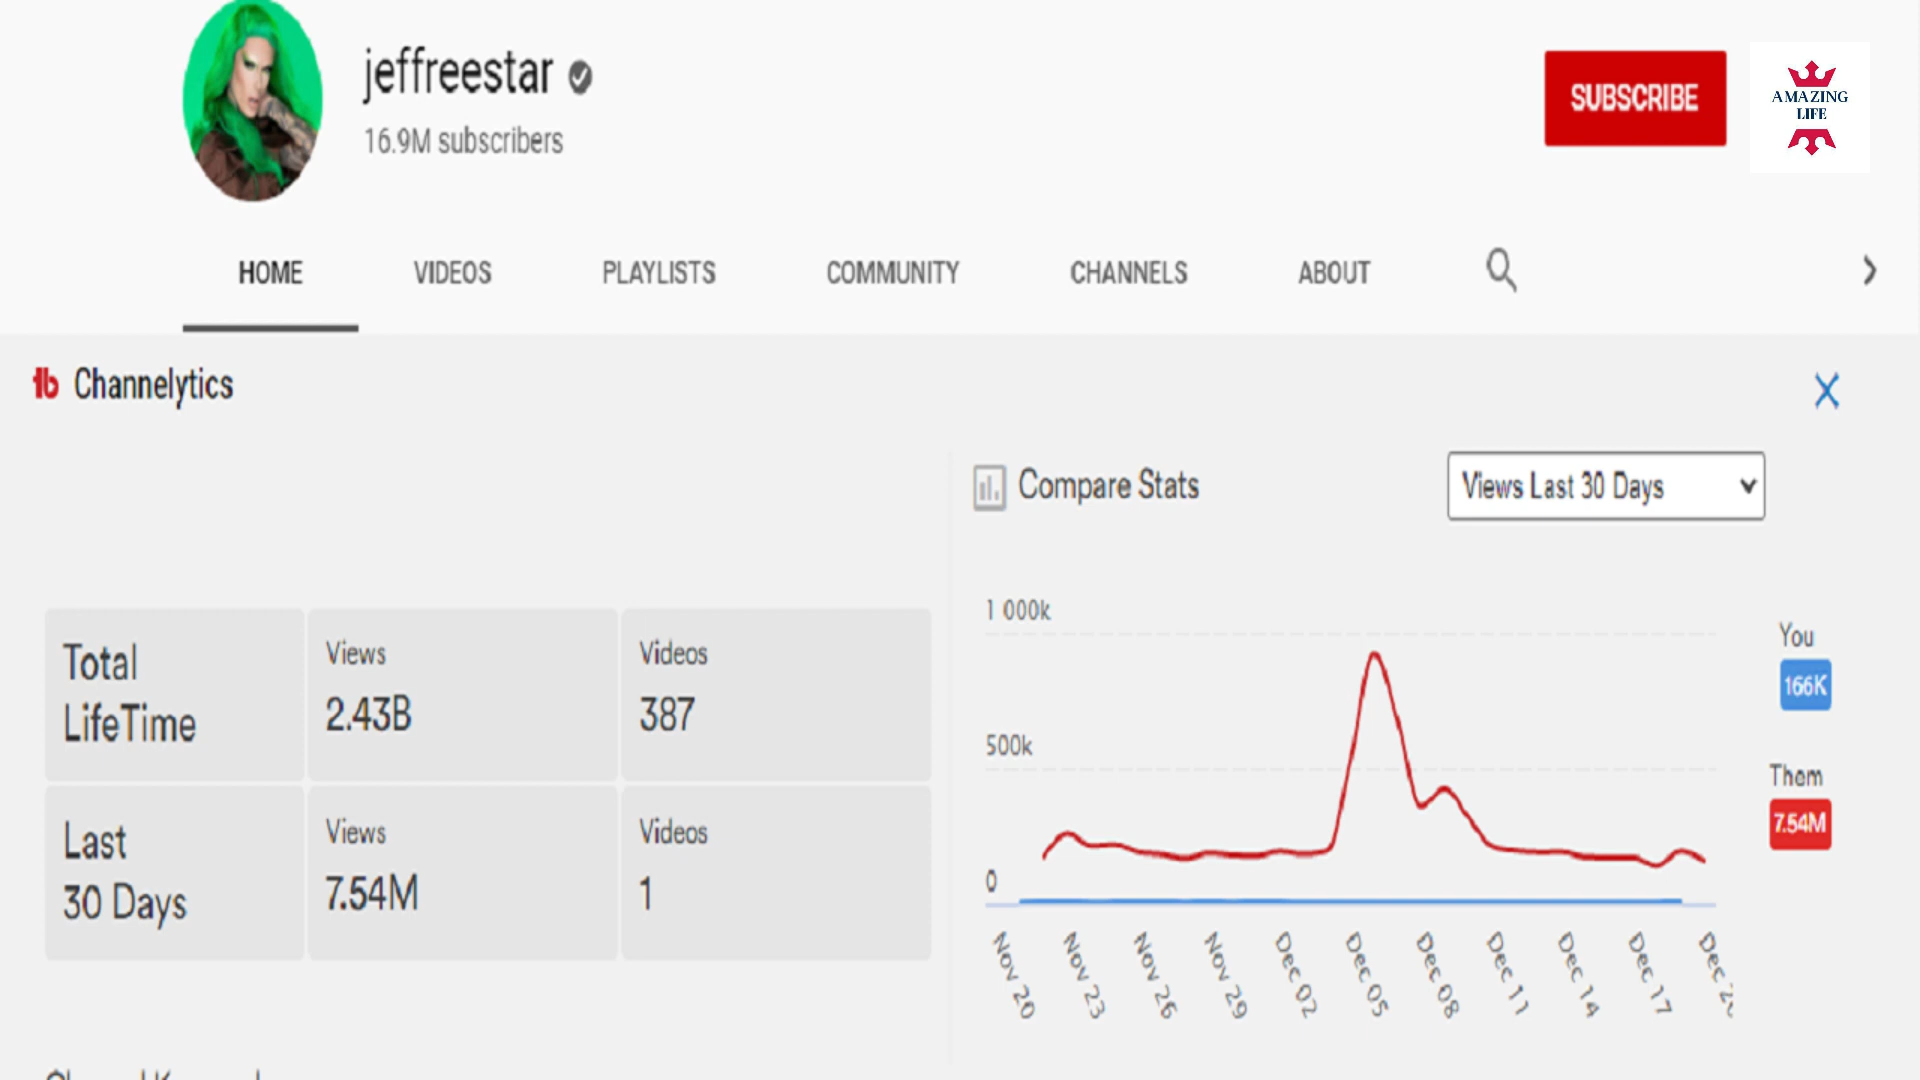 jeffreestar
16.9M subscribers
SUBSCRIBE
AMAZING
LIFE
HOME VIDEOS PLAYLISTS COMMUNITY CHANNELS ABOUT
tb Channelytics
X
Compare Stats
Views Last 30 Days
Total
LifeTime
Views
2.43B
Videos
387
Last
30 Days
Views
7.54M
Videos
1
1 000k
500k
0
You
166K
Them
7.54M
Nov 20
Nov 23
Nov 26
Nov 29
Dec 02
Dec 05
Dec 08
Dec 11
Dec 14
Dec 17
Dec